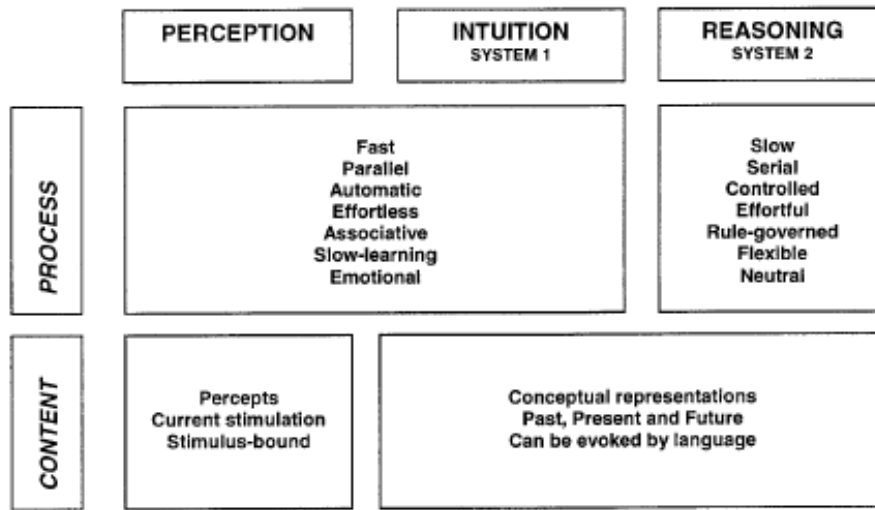 PERCEPTION
INTUITION
SYSTEM 1
REASONING
SYSTEM 2
PROCESS
Fast
Parallel
Automatic
Effortless
Associative
Slow-learning
Emotional
Slow
Serial
Controlled
Effortful
Rule-governed
Flexible
Neutral
CONTENT
Percepts
Current stimulation
Stimulus-bound
Conceptual representations
Past, Present and Future
Can be evoked by language